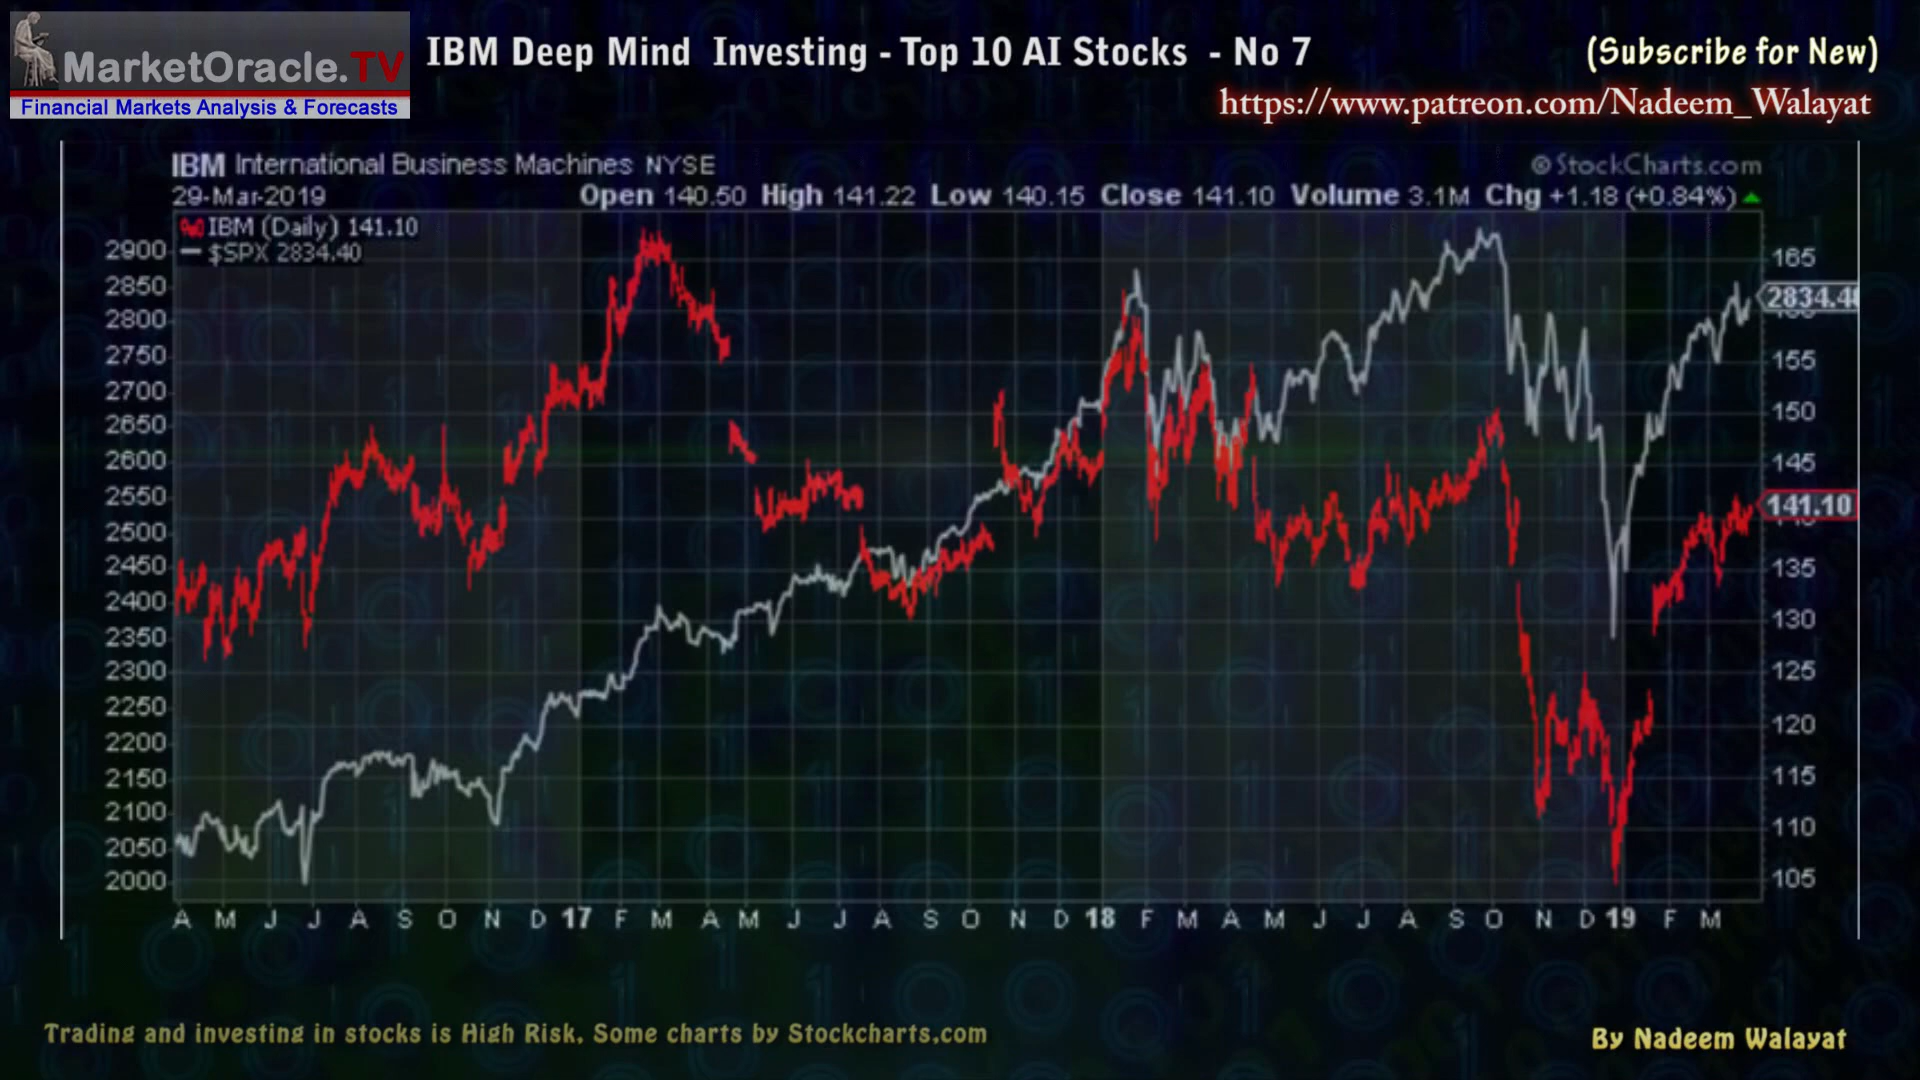 MarketOracle.TV
Financial Markets Analysis & Forecasts
IBM Deep Mind Investing - Top 10 AI Stocks - No 7
(Subscribe for New)
https://www.patreon.com/Nadeem_Walayat
IBM International Business Machines NYSE
© StockCharts.com
29-Mar-2019
Open 140.50 High 141.22 Low 140.15 Close 141.10 Volume 3.1M Chg +1.18 (+0.84%)
IBM (Daily) 141.10
$SPX 2834.40
2900
2850
2800
2750
2700
2650
2600
2550
2500
2450
2400
2350
2300
2250
2200
2150
2100
2050
2000
165
2834.4
155
150
145
141.10
135
130
125
120
115
110
105
A M J J A S O N D 17 F M A M J J A S O N D 18 F M A M J J A S O N D 19 F M
Trading and investing in stocks is High Risk. Some charts by Stockcharts.com
By Nadeem Walayat